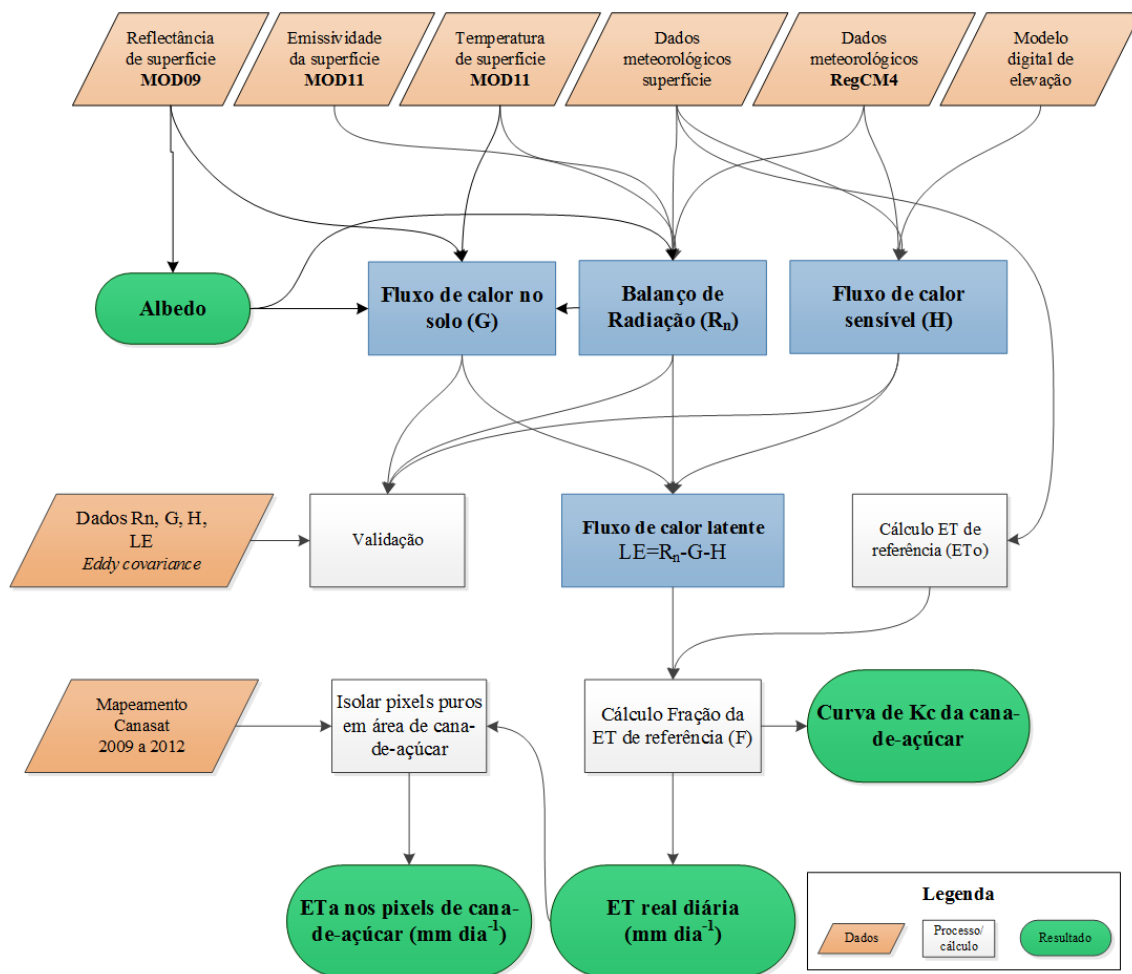 Reflectância
de superfície
MOD09
Emissividade
da superfície
MOD11
Temperatura
de superfície
MOD11
Dados
meteorológicos
superfície
Dados
meteorológicos
RegCM4
Modelo
digital de
elevação
Albedo
Fluxo de calor no
solo (G)
Balanço de
Radiação (Rₙ)
Fluxo de calor
sensível (H)
Dados Rn, G, H,
LE
Eddy covariance
Validação
Fluxo de calor latente
LE=Rₙ-G-H
Cálculo ET de
referência (ETo)
Mapeamento
Canasat
2009 a 2012
Isolar pixels puros
em área de cana-
de-açúcar
Cálculo Fração da
ET de referência (F)
Curva de Kc da cana-
de-açúcar
ETa nos pixels de cana-
de-açúcar (mm dia⁻¹)
ET real diária
(mm dia⁻¹)
Legenda
Dados
Processo/
cálculo
Resultado